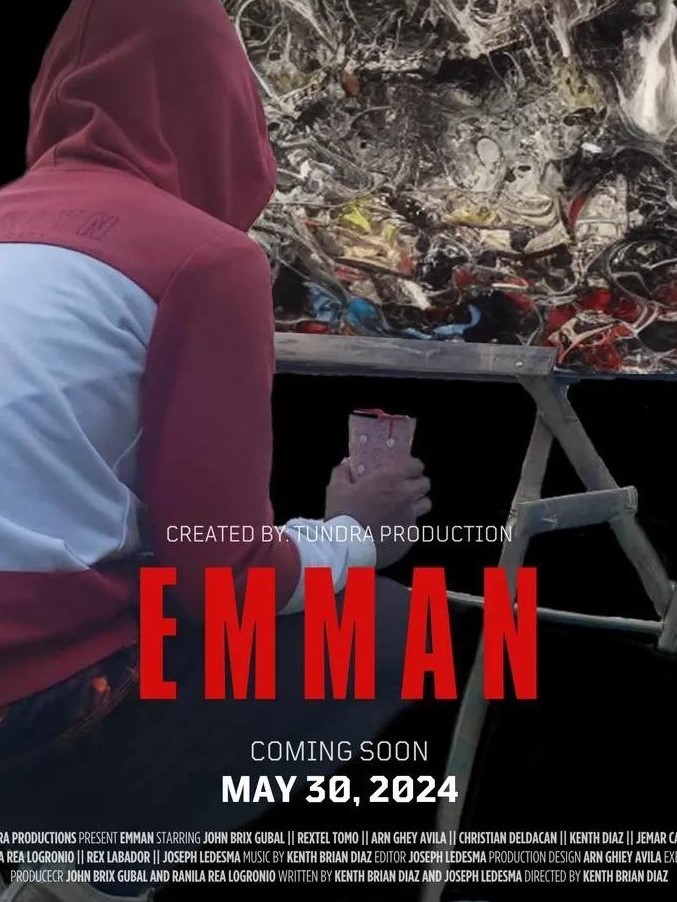 CREATED BY: TUNDRA PRODUCTION
EMMAN
COMING SOON
MAY 30, 2024
RA PRODUCTIONS PRESENT EMMAN STARRING JOHN BRIX GUBAL || REXTEL TOMO || ARN GHEY AVILA || CHRISTIAN DELDACAN || KENTH DIAZ || JEMAR CA
A REA LOGRONIO || REX LABADOR || JOSEPH LEDESMA MUSIC BY KENTH BRIAN DIAZ EDITOR JOSEPH LEDESMA PRODUCTION DESIGN ARN GHIEY AVILA EXE
PRODUCECR JOHN BRIX GUBAL AND RANILA REA LOGRONIO WRITTEN BY KENTH BRIAN DIAZ AND JOSEPH LEDESMA DIRECTED BY KENTH BRIAN DIAZ